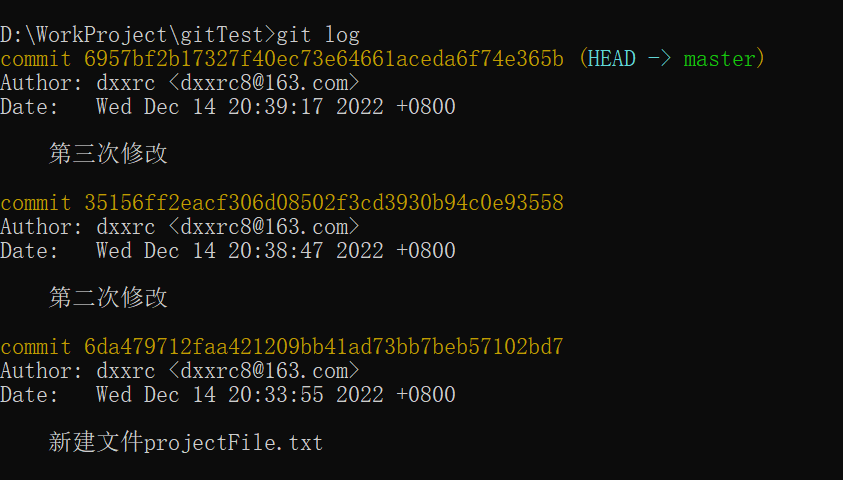 D:\WorkProject\gitTest>git log
commit 6957bf2b17327f40ec73e64661aceda6f74e365b (HEAD -> master)
Author: dxxrc <dxxrc8@163.com>
Date:   Wed Dec 14 20:39:17 2022 +0800
第三次修改
commit 35156ff2eacf306d08502f3cd3930b94c0e93558
Author: dxxrc <dxxrc8@163.com>
Date:   Wed Dec 14 20:38:47 2022 +0800
第二次修改
commit 6da479712faa421209bb41ad73bb7beb57102bd7
Author: dxxrc <dxxrc8@163.com>
Date:   Wed Dec 14 20:33:55 2022 +0800
新建文件projectFile.txt